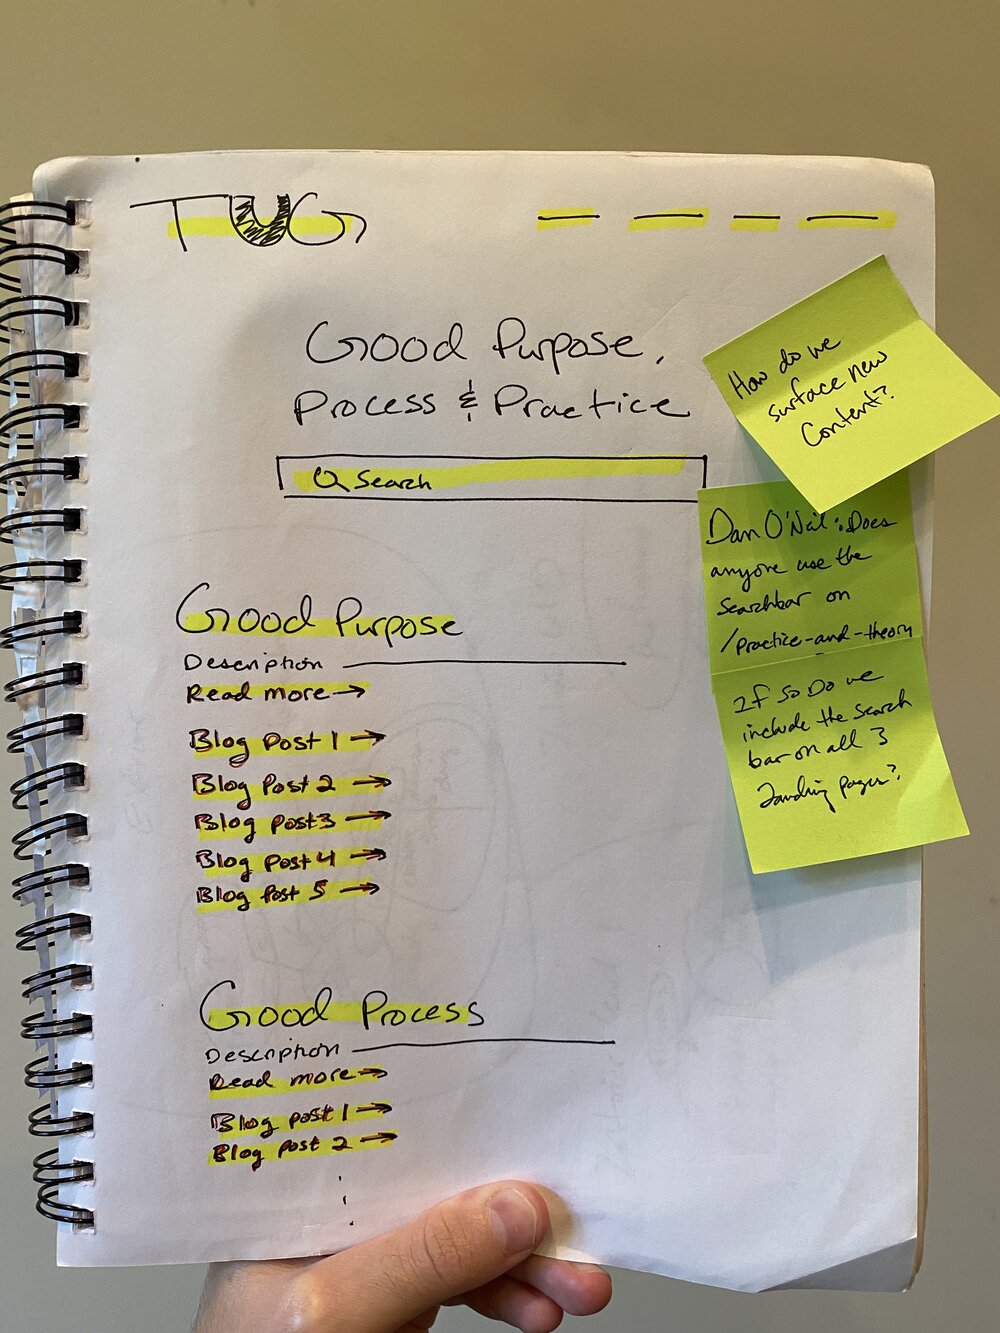 TUG
Good Purpose,
Process & Practice
Search
Good Purpose
Description
Read more →
Blog Post 1 →
Blog Post 2 →
Blog Post 3 →
Blog Post 4 →
Blog Post 5 →
Good Process
Description
Read more →
Blog post 1 →
Blog post 2 →
How do we
surface new
Content?
Dan O'Neil: Does
anyone use the
Searchbar on
/practice-and-theory
If so Do we
include the Search
bar on all 3
Landing pages?